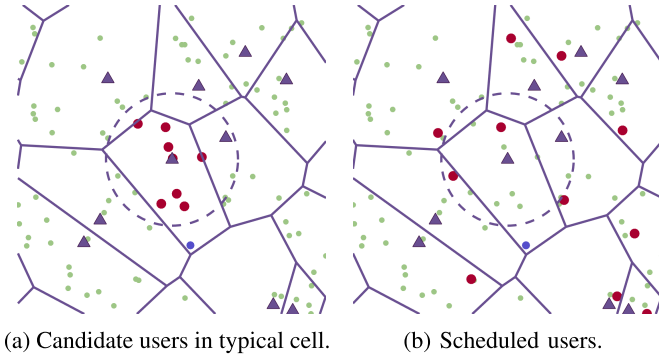 (a) Candidate users in typical cell.
(b) Scheduled users.